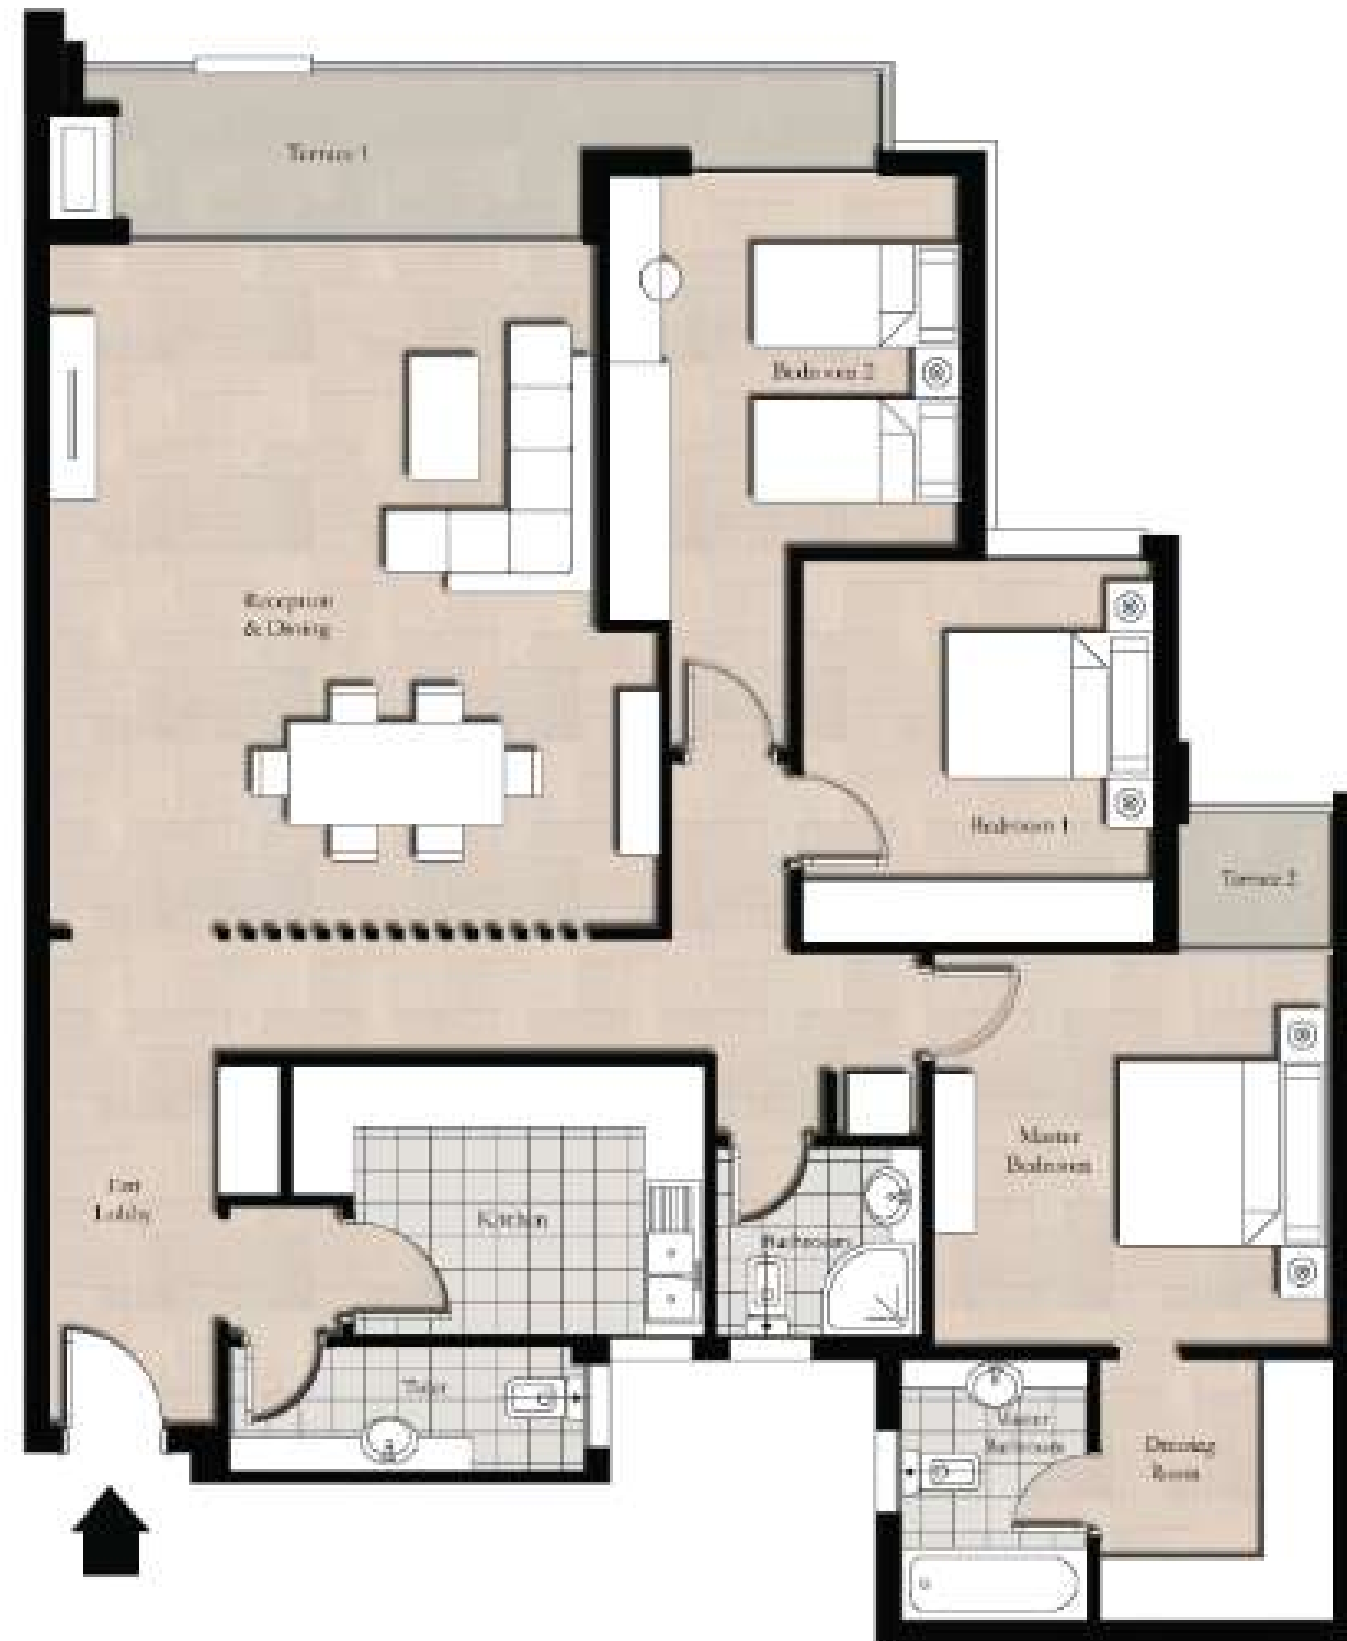 Terrace 1
Bedroom 2
Reception
& Dining
Bedroom 1
Terrace 2
Master
Bedroom
Lobby
Kitchen
Bathroom
Toilet
Master
Bathroom
Dressing
Room